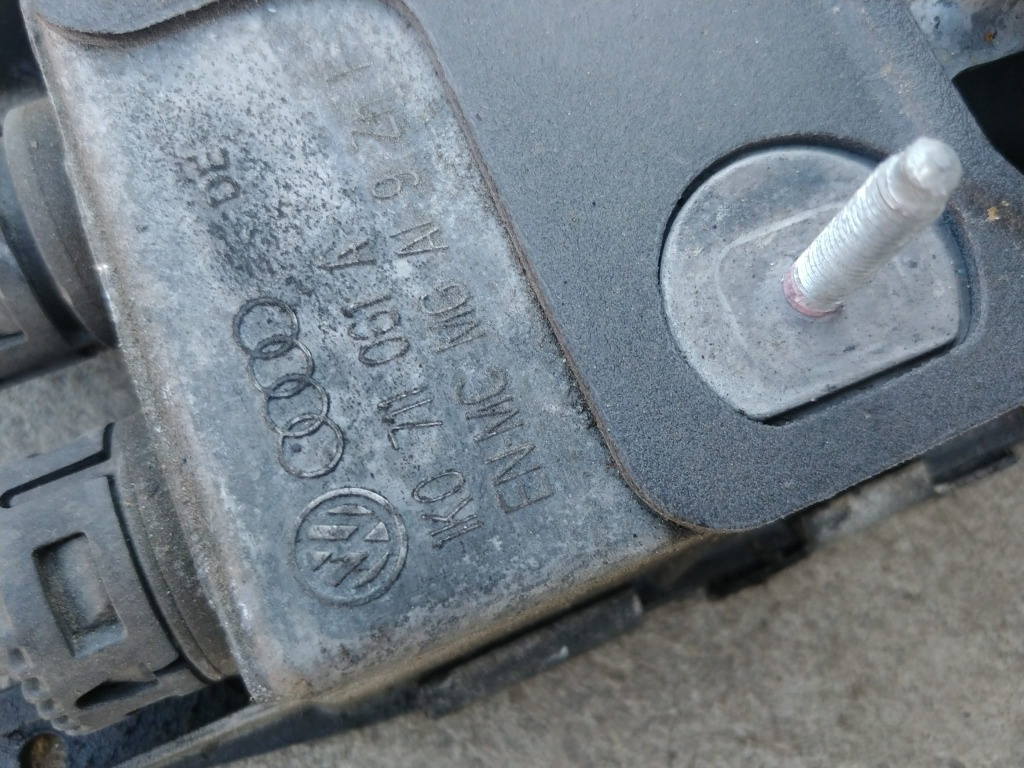 DE
1K0 711 061 A
EN MC-MG Al 9 Zn 1